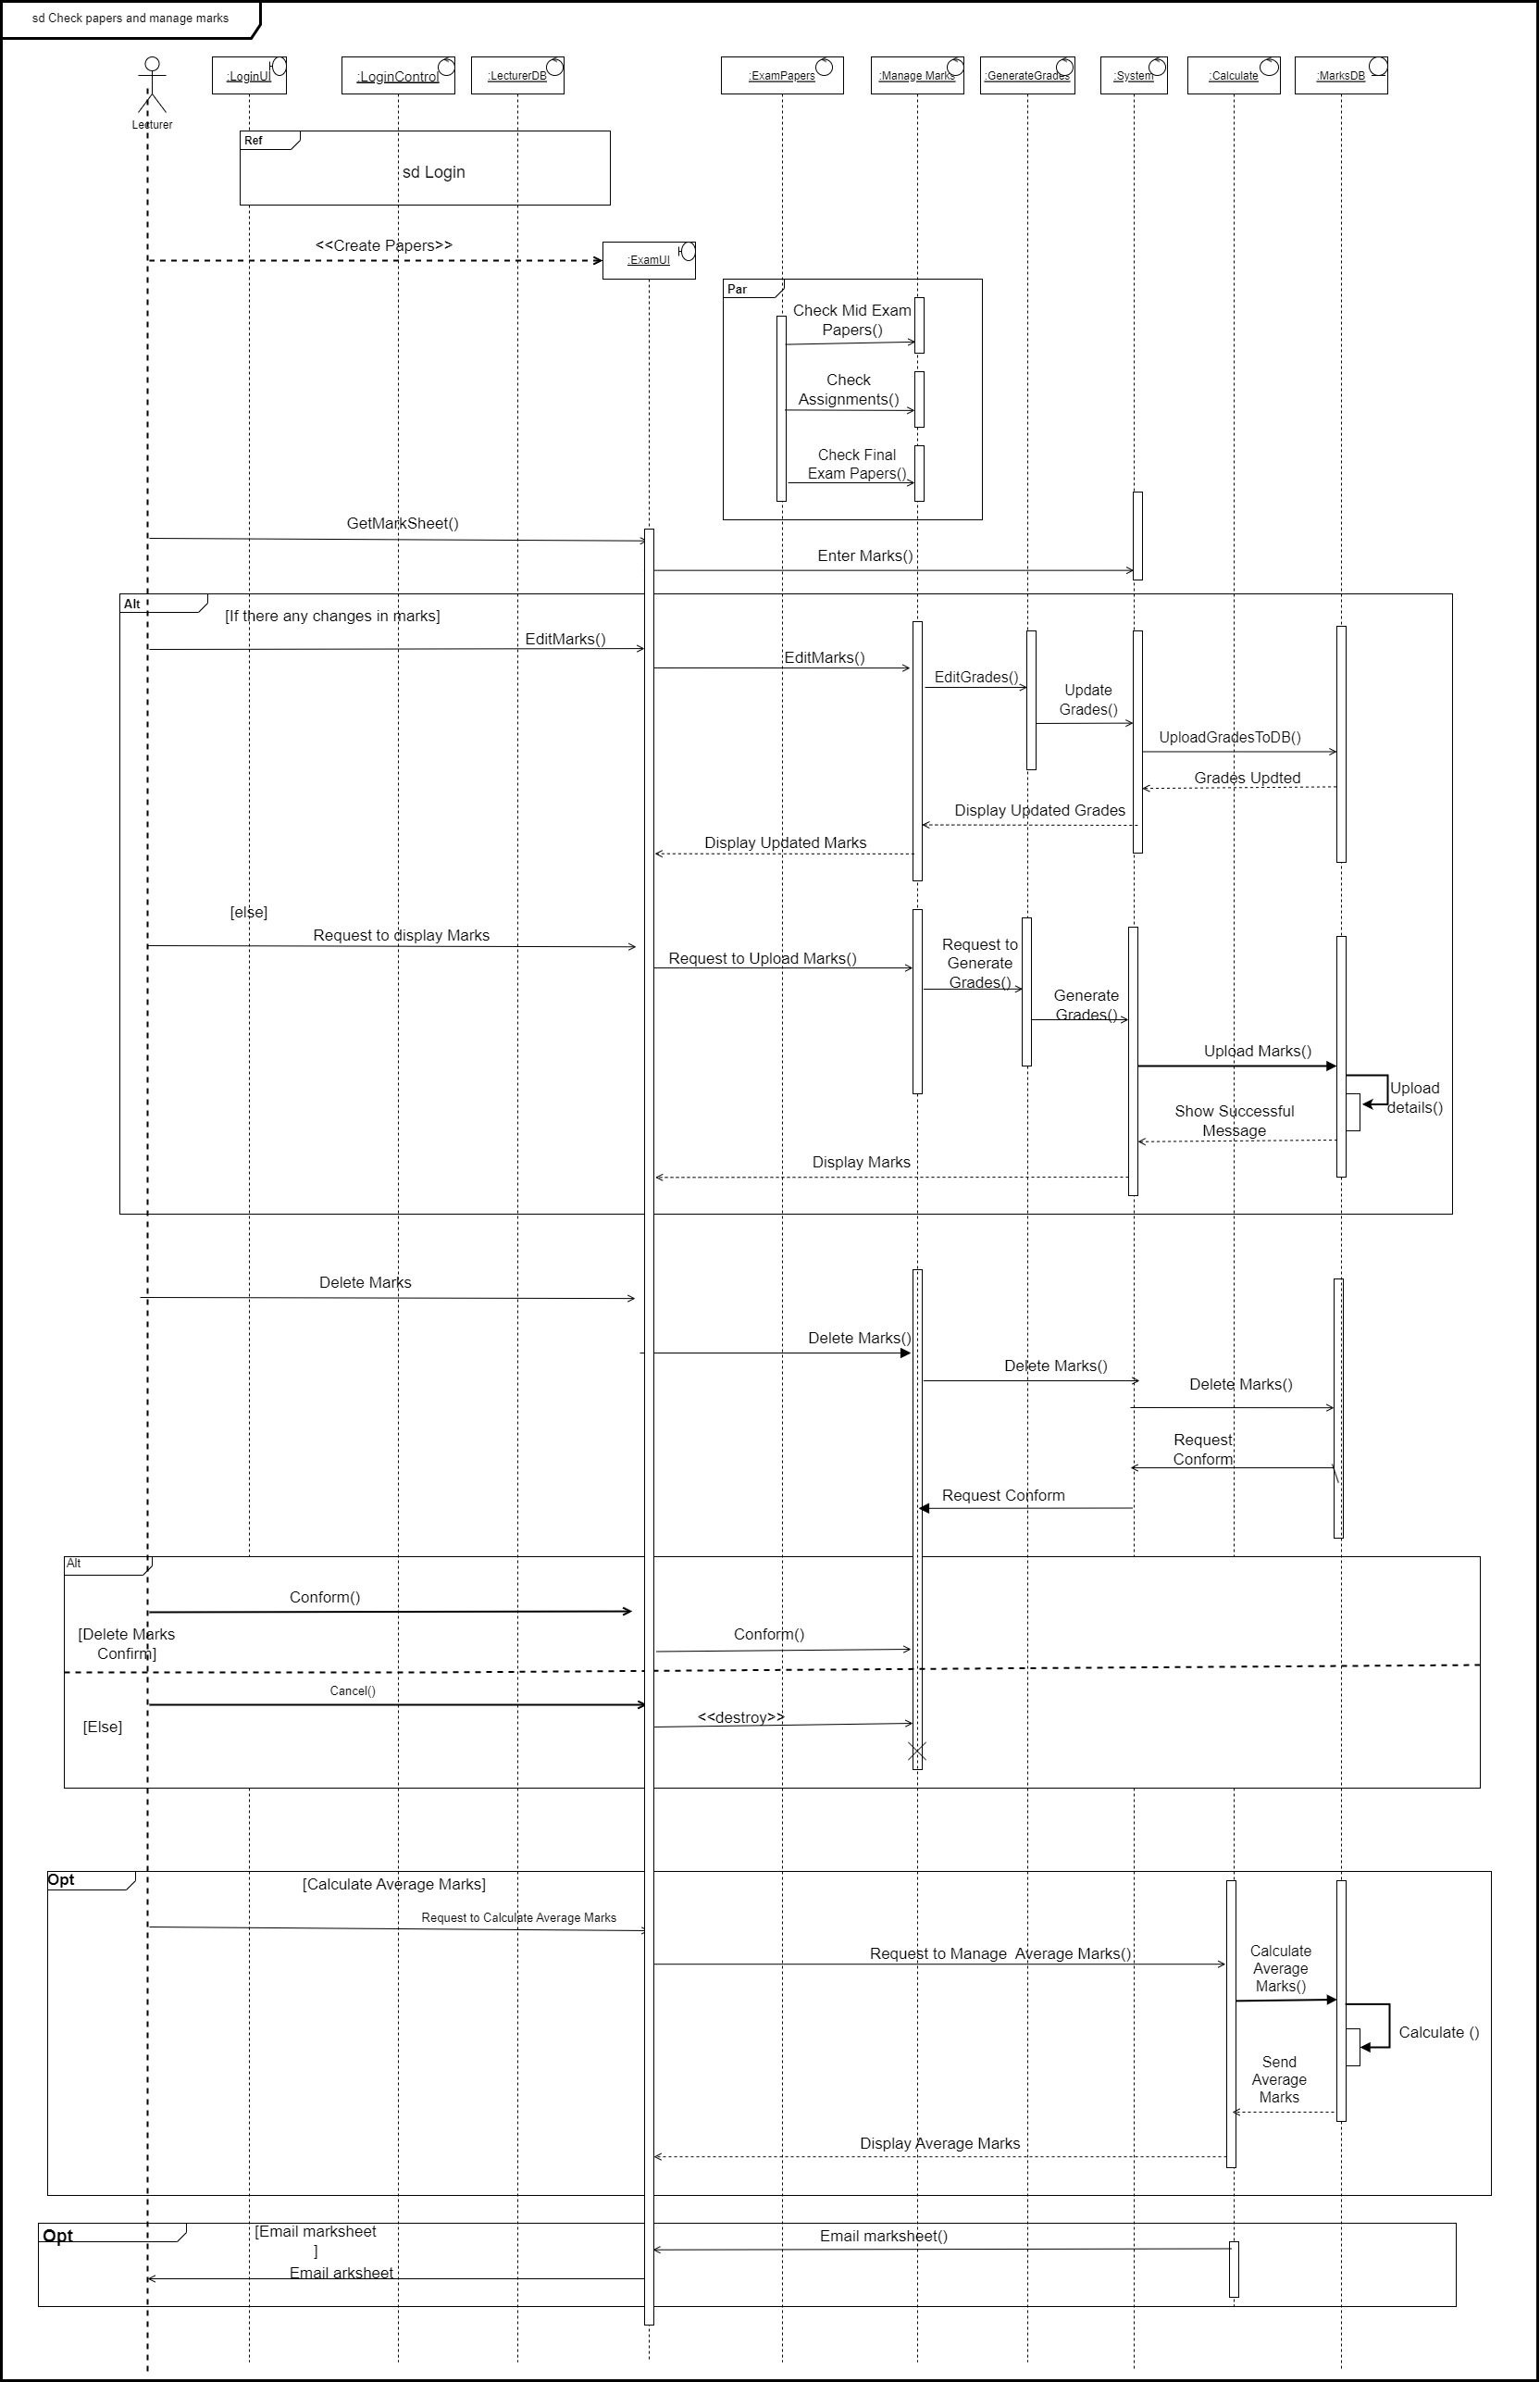 sd Check papers and manage marks
:LoginUI
:LoginControl
:LecturerDB
:ExamPapers
:Manage Marks
:GenerateGrades
:System
:Calculate
:MarksDB
Lecturer
Ref
sd Login
<<Create Papers>>
:ExamUI
Par
Check Mid Exam
Papers()
Check
Assignments()
Check Final
Exam Papers()
GetMarkSheet()
Enter Marks()
Alt
[If there any changes in marks]
EditMarks()
EditMarks()
EditGrades()
Update
Grades()
UploadGradesToDB()
Grades Updted
Display Updated Grades
Display Updated Marks
[else]
Request to display Marks
Request to Upload Marks()
Request to
Generate
Grades()
Generate
Grades()
Upload Marks()
Upload
details()
Show Successful
Message
Display Marks
Delete Marks
Delete Marks()
Delete Marks()
Delete Marks()
Request
Conform
Request Conform
Alt
Conform()
[Delete Marks
Confirm]
Conform()
Cancel()
[Else]
<<destroy>>
Opt
[Calculate Average Marks]
Request to Calculate Average Marks
Request to Manage  Average Marks()
Calculate
Average
Marks()
Calculate ()
Send
Average
Marks
Display Average Marks
Opt
[Email marksheet
]
Email marksheet()
Email arksheet